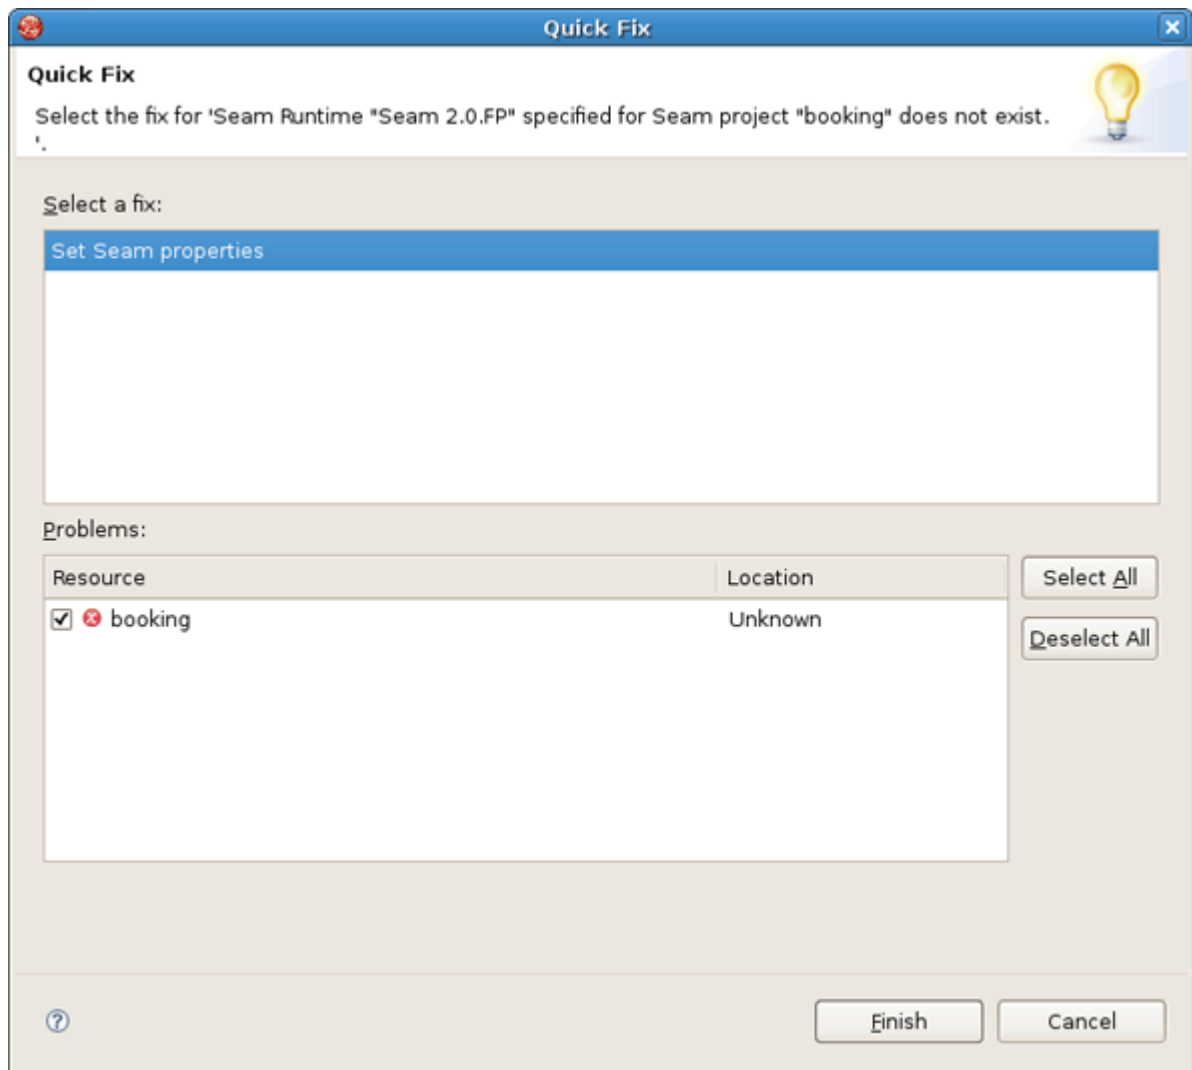 Quick Fix
Quick Fix
Select the fix for 'Seam Runtime "Seam 2.0.FP" specified for Seam project "booking" does not exist.
'.
Select a fix:
Set Seam properties
Problems:
Resource Location Select All
booking Unknown
Deselect All
Finish Cancel